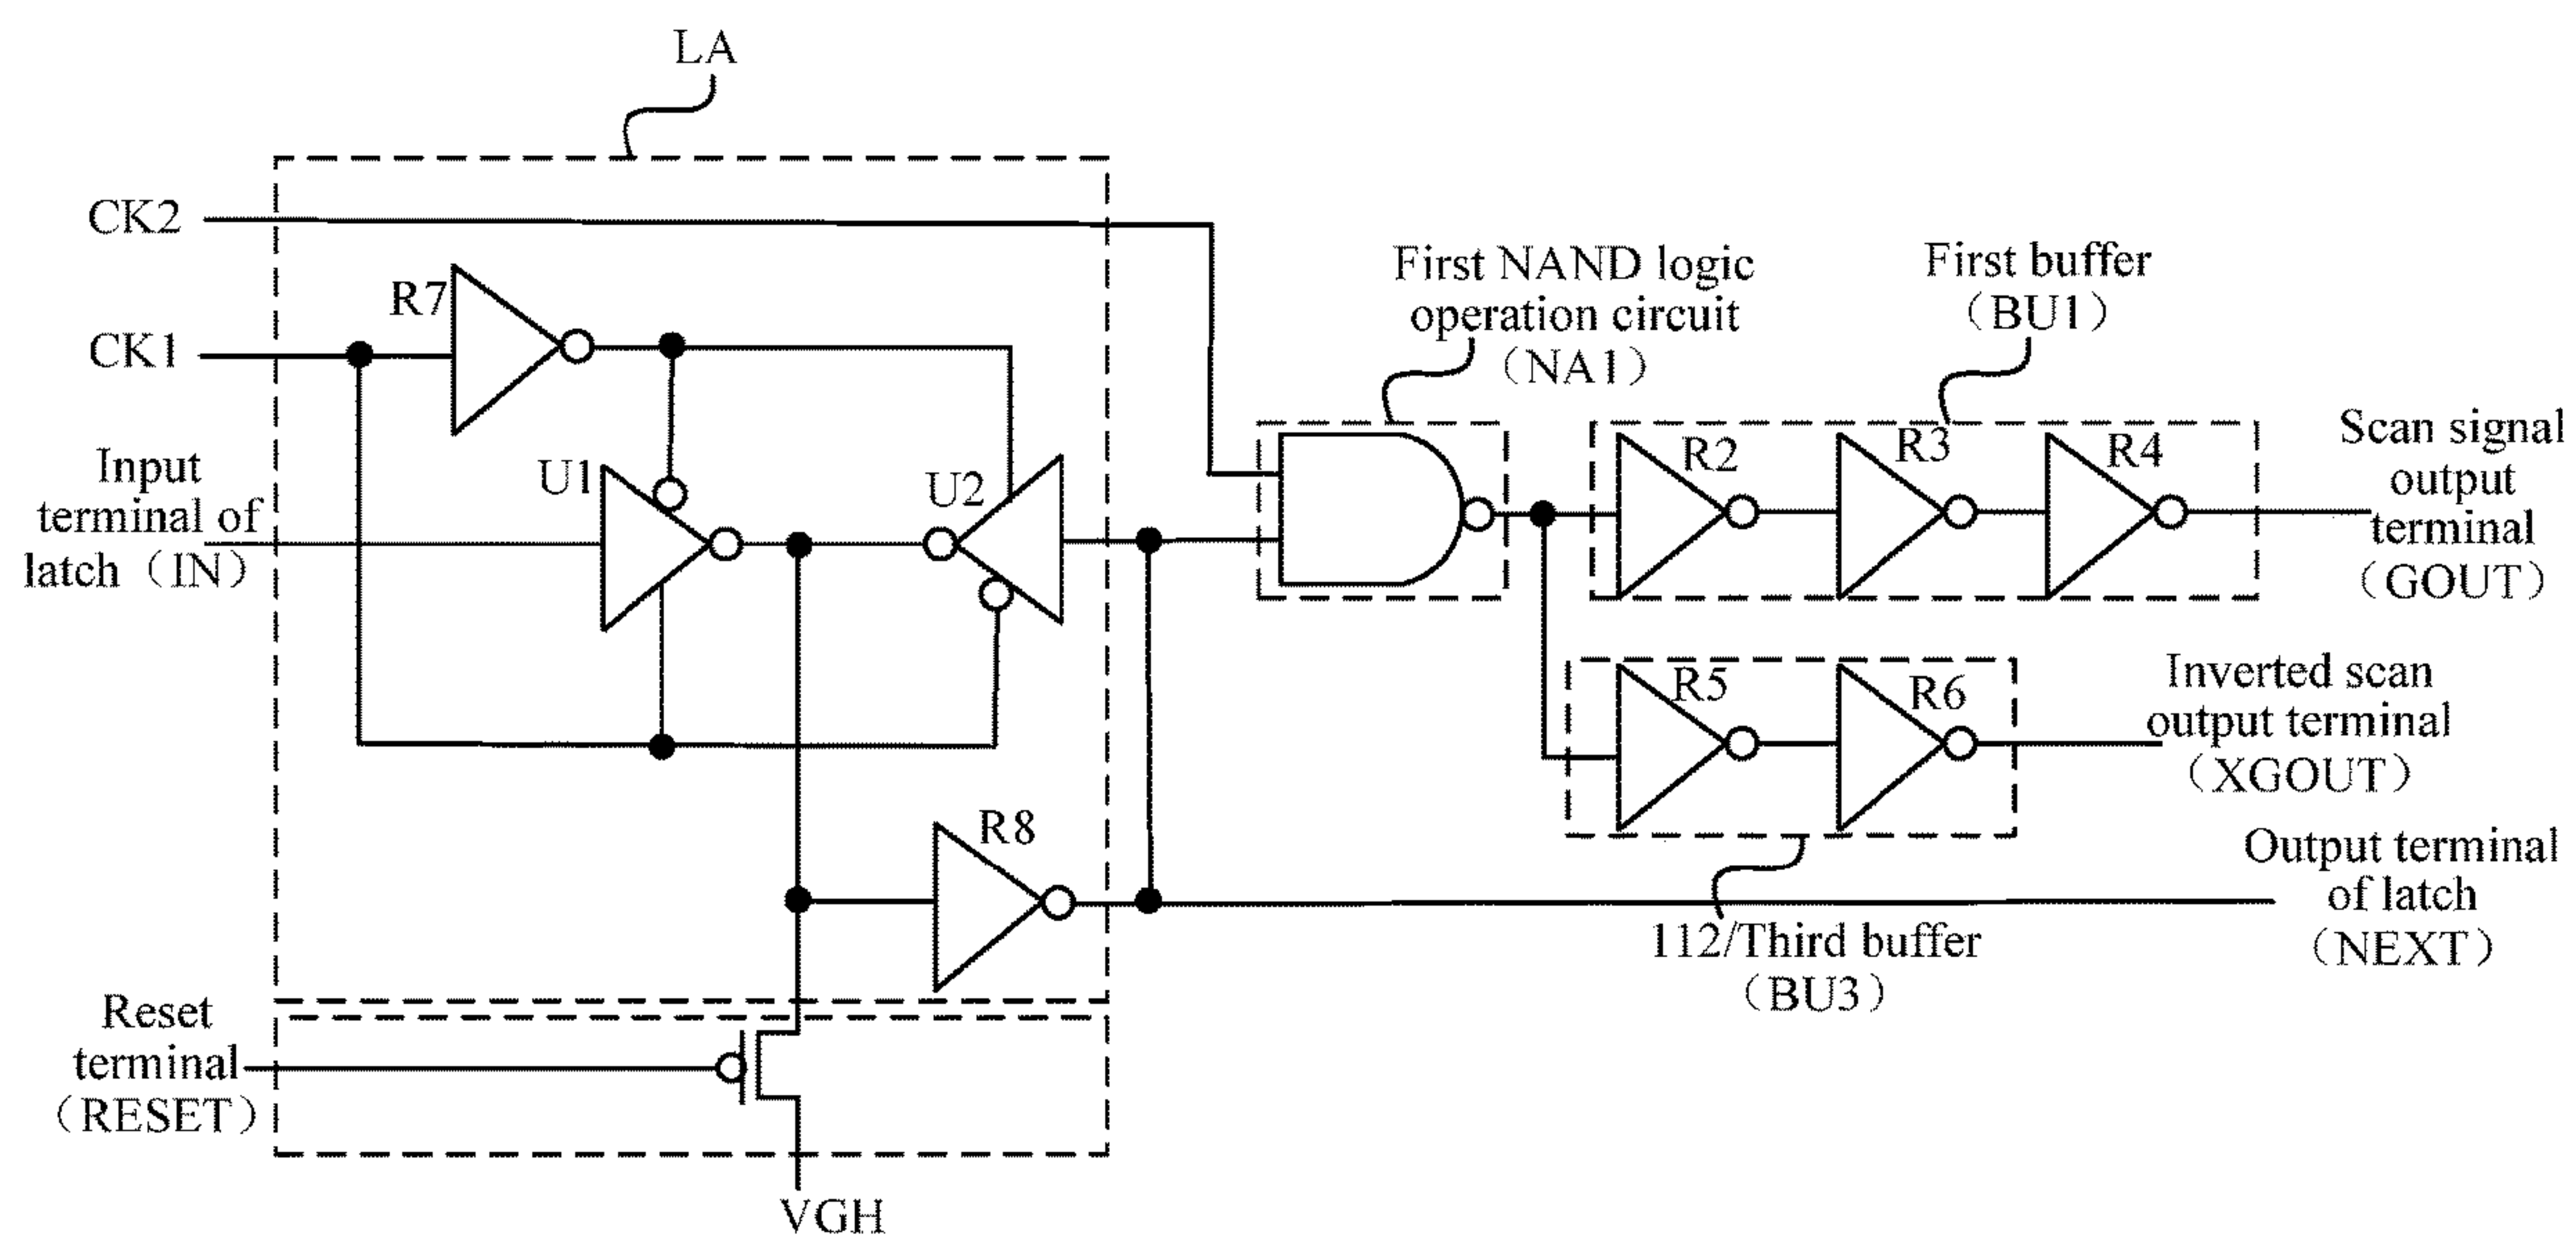 LA
CK2
R7
CK1
Input
terminal of
latch（IN）
U1
U2
First NAND logic
operation circuit
（NA1）
First buffer
（BU1）
R2
R3
R4
Scan signal
output
terminal
（GOUT）
R5
R6
Inverted scan
output terminal
（XGOUT）
R8
Output terminal
of latch
（NEXT）
112/Third buffer
（BU3）
Reset
terminal
（RESET）
VGH